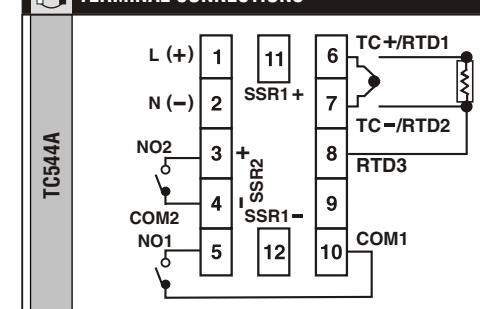 TERMINAL CONNECTIONS
TC544A
L (+) 1 11 6 TC+/RTD1
SSR1+
N (−) 2 7 TC−/RTD2
NO2 3 + 8 RTD3
SSR2
COM2 4 - 9
SSR1−
NO1 5 12 10 COM1